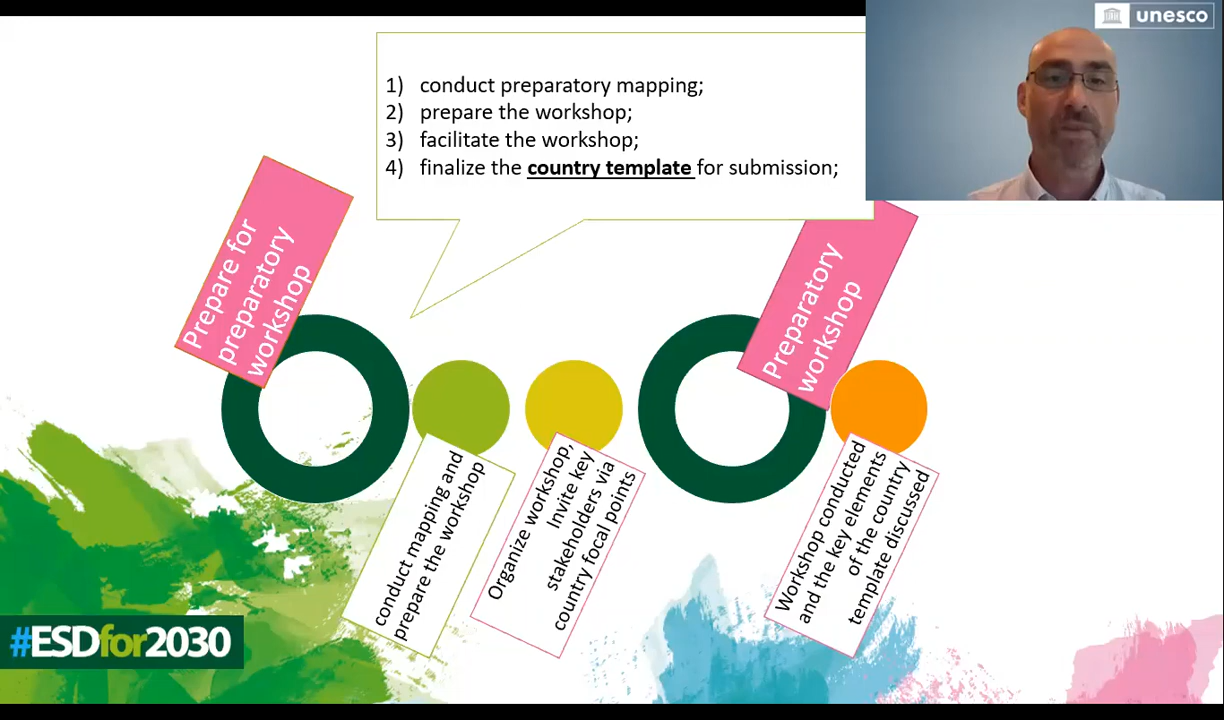 unesco
1) conduct preparatory mapping;
2) prepare the workshop;
3) facilitate the workshop;
4) finalize the country template for submission;
Prepare for
preparatory
workshop
Preparatory
workshop
conduct mapping and
prepare the workshop
Organize workshop,
Invite key
stakeholders via
country focal points
Workshop conducted
and the key elements
of the country
template discussed
#ESDfor2030